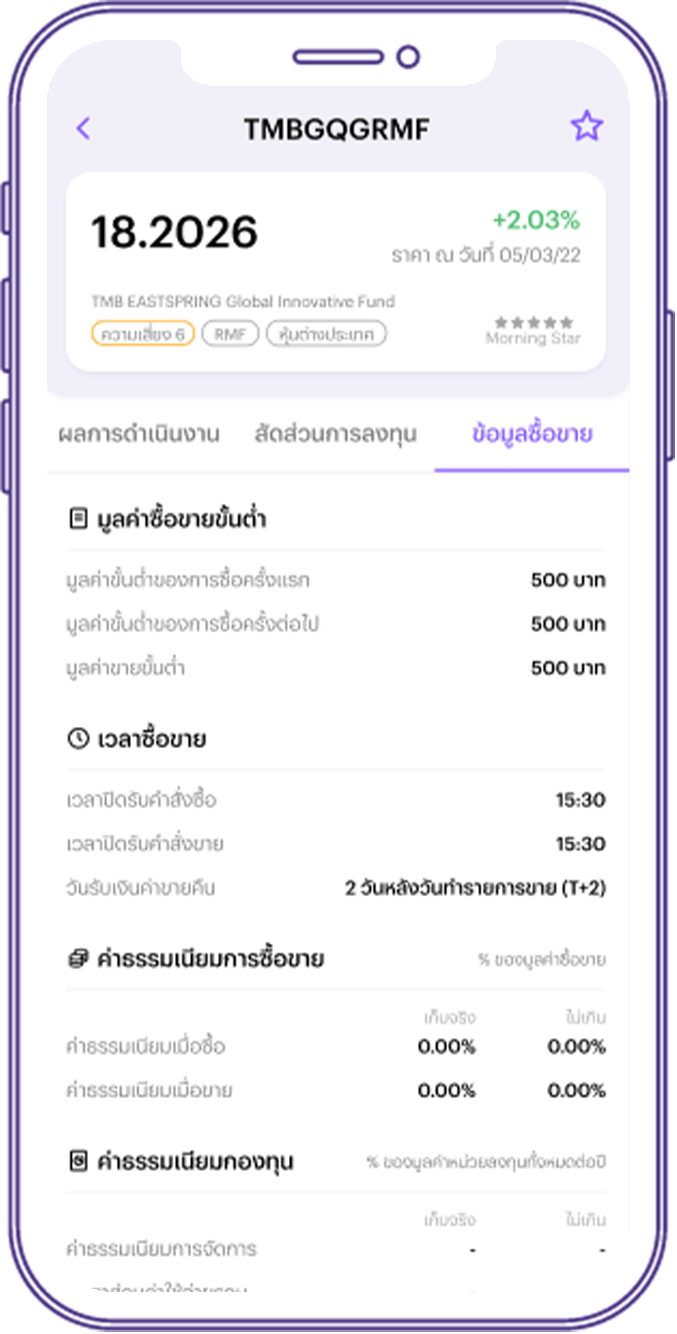 TMBGQGRMF
18.2026
+2.03%
ราคา ณ วันที่ 05/03/22
TMB EASTSPRING Global Innovative Fund
ความเสี่ยง 6 RMF หุ้นต่างประเทศ
★★★★★
Morning Star
ผลการดำเนินงาน สัดส่วนการลงทุน ข้อมูลซื้อขาย
มูลค่าซื้อขายขั้นต่ำ
มูลค่าขั้นต่ำของการซื้อครั้งแรก 500 บาท
มูลค่าขั้นต่ำของการซื้อครั้งต่อไป 500 บาท
มูลค่าขายขั้นต่ำ 500 บาท
เวลาซื้อขาย
เวลาปิดรับคำสั่งซื้อ 15:30
เวลาปิดรับคำสั่งขาย 15:30
วันรับเงินค่าขายคืน 2 วันหลังวันทำรายการขาย (T+2)
ค่าธรรมเนียมการซื้อขาย % ของมูลค่าซื้อขาย
เก็บจริง ไม่เกิน
ค่าธรรมเนียมเมื่อซื้อ 0.00% 0.00%
ค่าธรรมเนียมเมื่อขาย 0.00% 0.00%
ค่าธรรมเนียมกองทุน % ของมูลค่าหน่วยลงทุนทั้งหมดต่อปี
เก็บจริง ไม่เกิน
ค่าธรรมเนียมการจัดการ - -